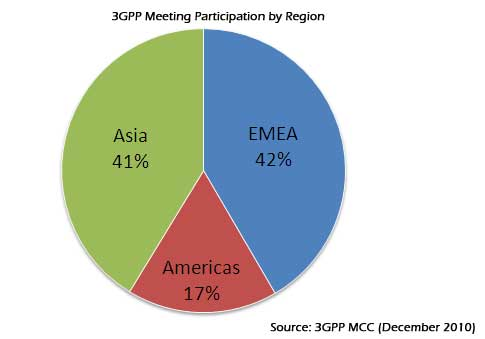 3GPP Meeting Participation by Region
Asia
41%
EMEA
42%
Americas
17%
Source: 3GPP MCC (December 2010)